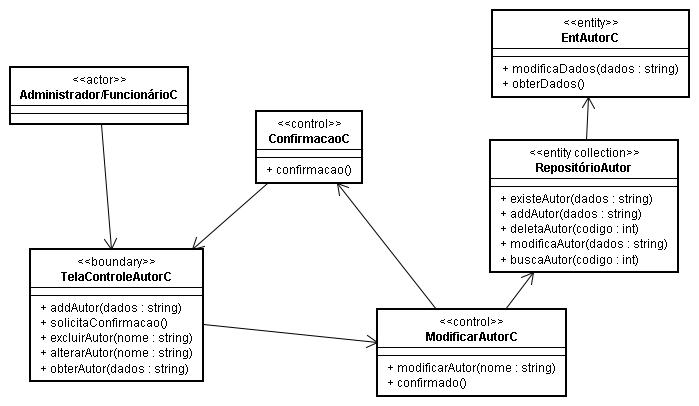 <<entity>>
EntAutorC
+ modificaDados(dados : string)
+ obterDados()
<<actor>>
Administrador/FuncionárioC
<<control>>
ConfirmacaoC
+ confirmacao()
<<entity collection>>
RepositórioAutor
+ existeAutor(dados : string)
+ addAutor(dados : string)
+ deletaAutor(codigo : int)
+ modificaAutor(dados : string)
+ buscaAutor(codigo : int)
<<boundary>>
TelaControleAutorC
+ addAutor(dados : string)
+ solicitaConfirmacao()
+ excluirAutor(nome : string)
+ alterarAutor(nome : string)
+ obterAutor(dados : string)
<<control>>
ModificarAutorC
+ modificarAutor(nome : string)
+ confirmado()